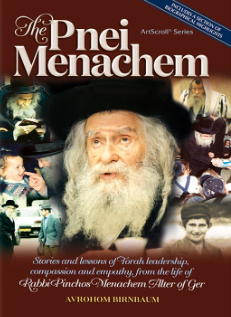 The
Pnei
Menachem
ArtScroll® Series
INCLUDES A SECTION OF
BIOGRAPHICAL HIGHLIGHTS
Stories and lessons of Torah leadership,
compassion and empathy, from the life of
Rabbi Pinchos Menachem Alter of Ger
AVROHOM BIRNBAUM